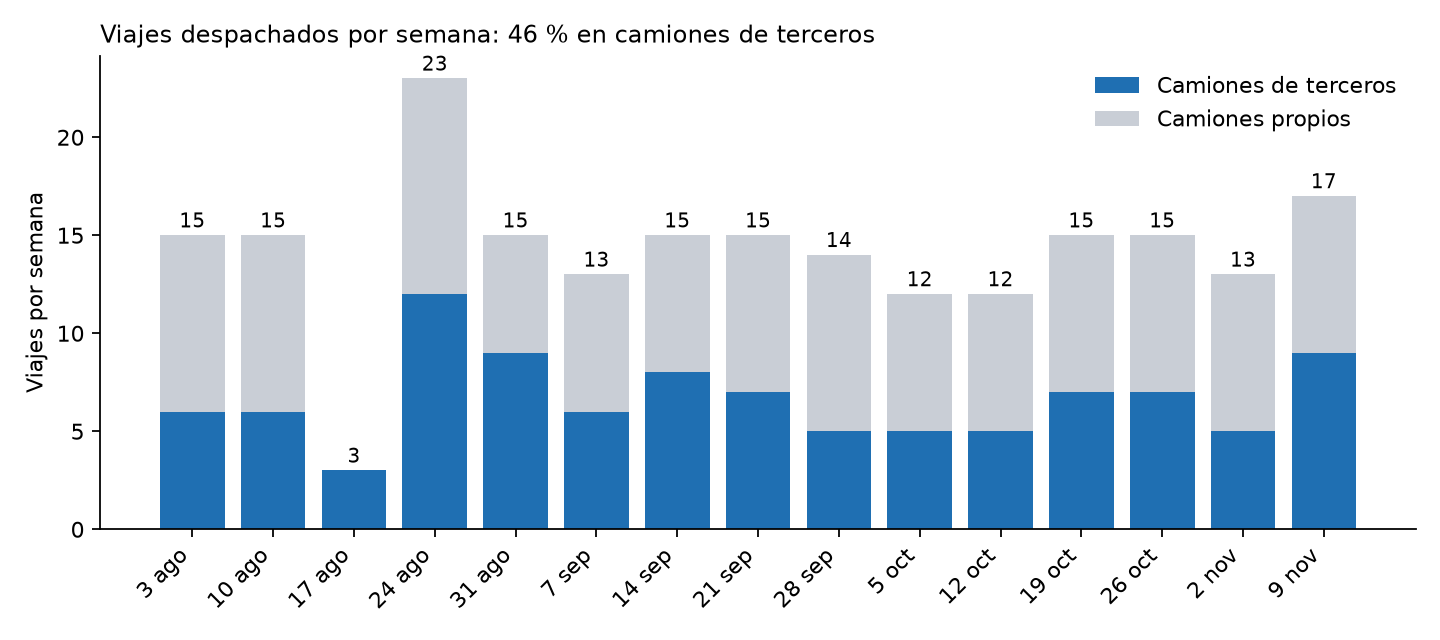 Viajes despachados por semana: 46 % en camiones de terceros
Camiones de terceros
Camiones propios
Viajes por semana
20
15
10
5
0
15
15
3
23
15
13
15
15
14
12
12
15
15
13
17
3 ago
10 ago
17 ago
24 ago
31 ago
7 sep
14 sep
21 sep
28 sep
5 oct
12 oct
19 oct
26 oct
2 nov
9 nov